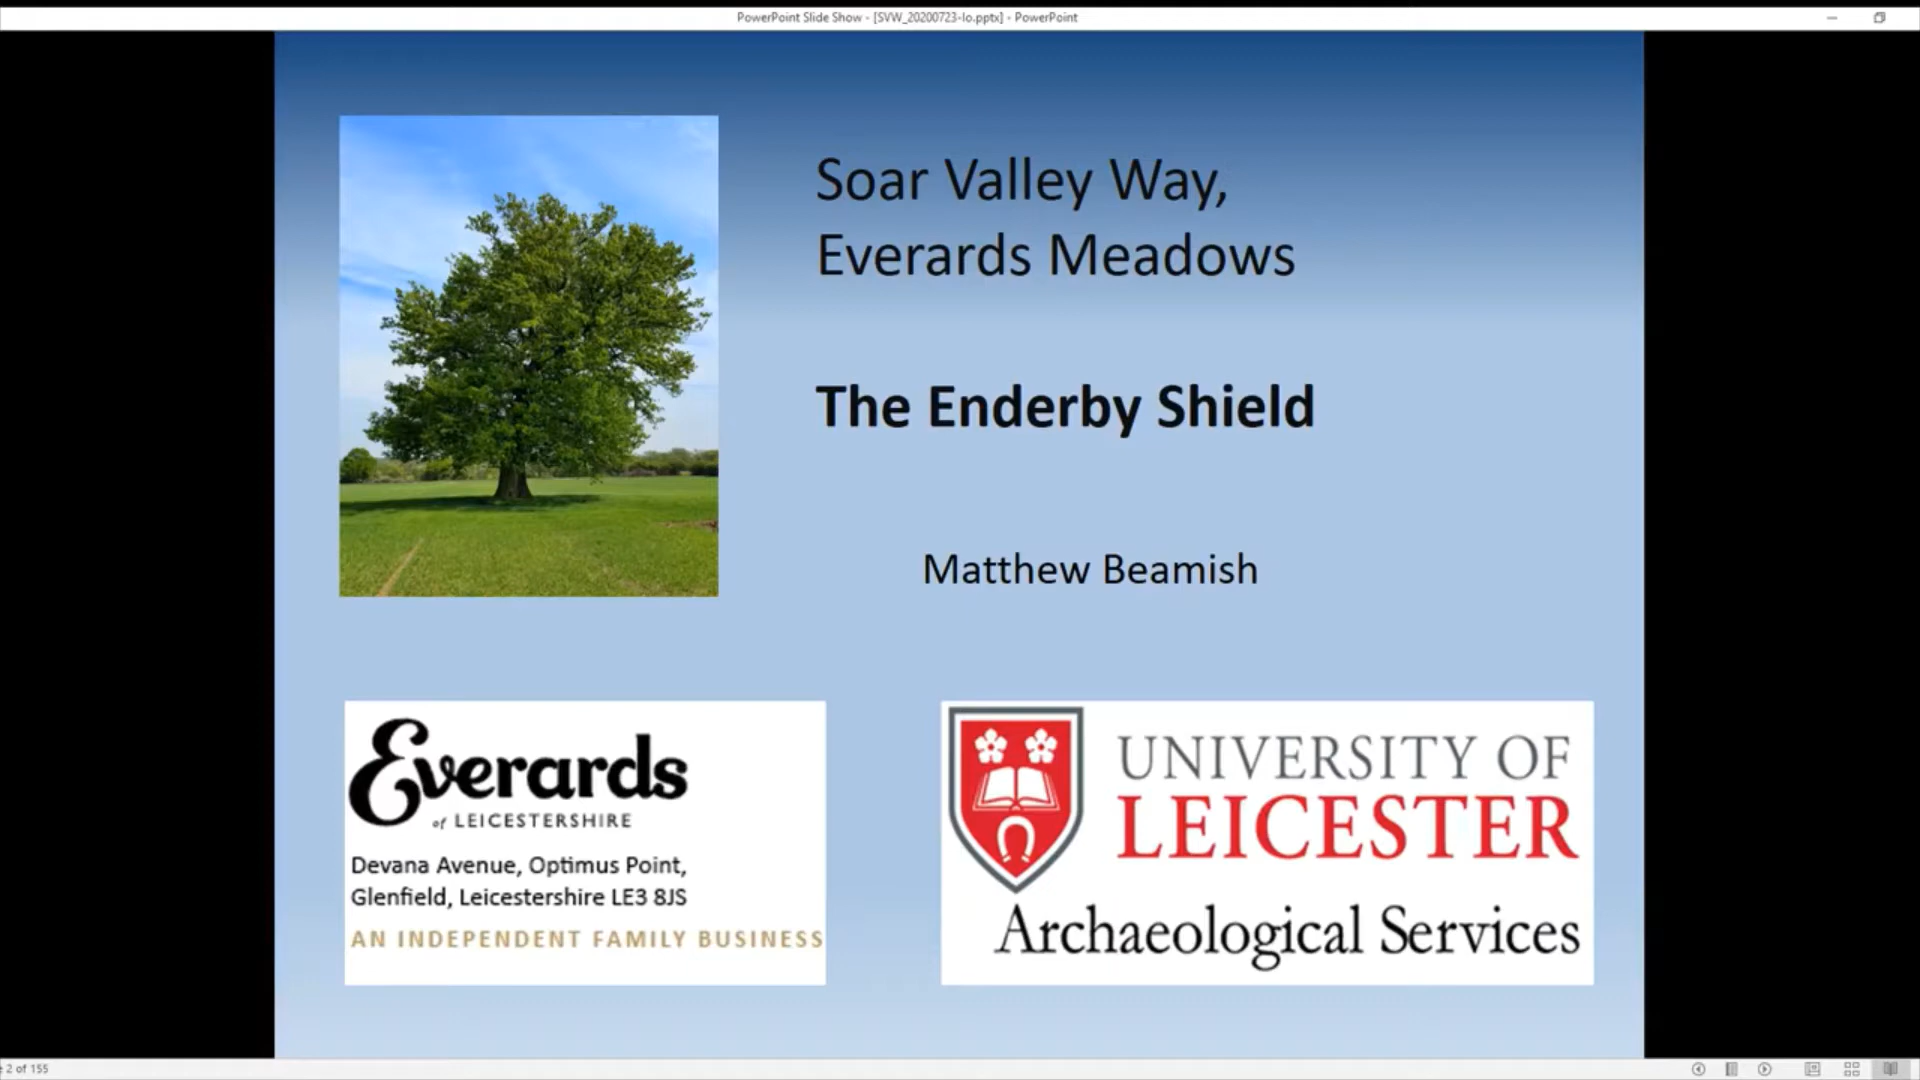 PowerPoint Slide Show - [SVW_20200723-lo.pptx] - PowerPoint
Soar Valley Way,
Everards Meadows
The Enderby Shield
Matthew Beamish
Everards
of LEICESTERSHIRE
Devana Avenue, Optimus Point,
Glenfield, Leicestershire LE3 8JS
AN INDEPENDENT FAMILY BUSINESS
UNIVERSITY OF
LEICESTER
Archaeological Services
2 of 155